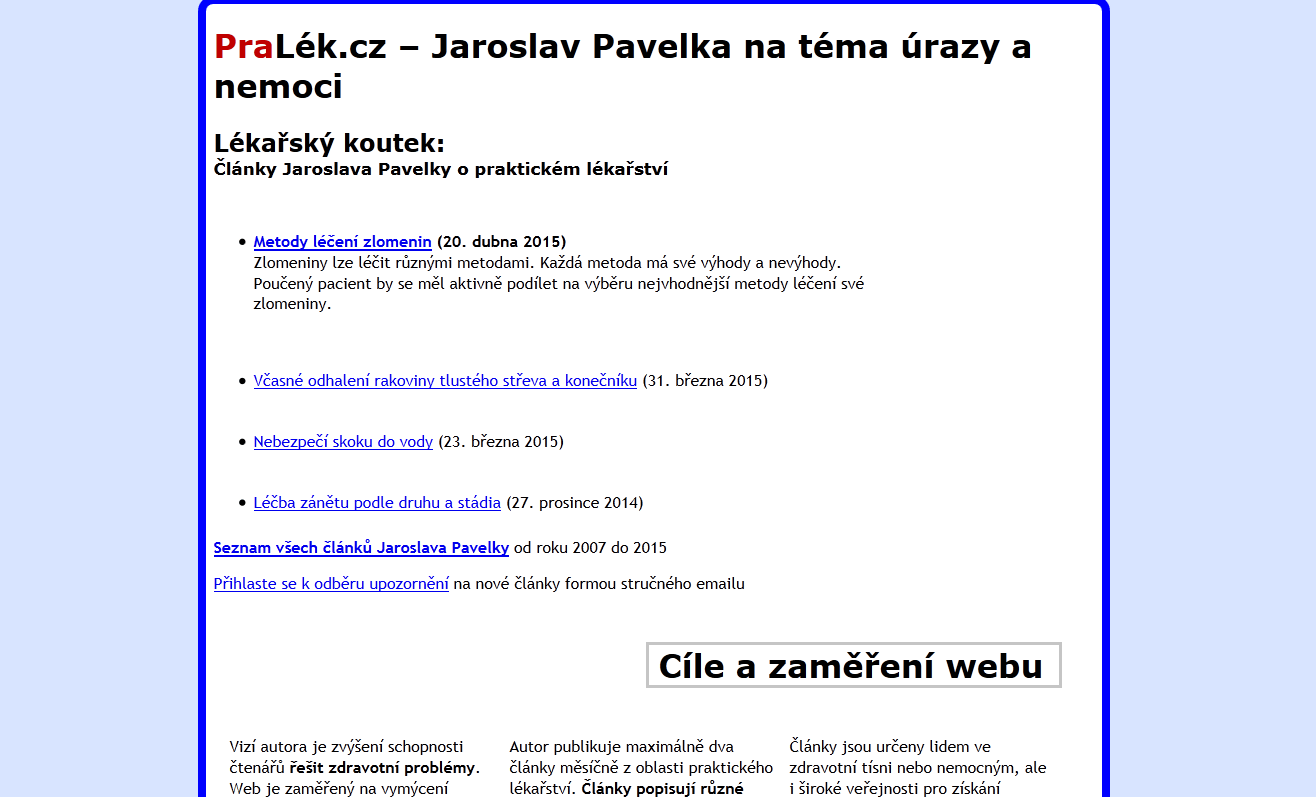 PraLék.cz – Jaroslav Pavelka na téma úrazy a
nemoci
Lékařský koutek:
Články Jaroslava Pavelky o praktickém lékařství
• Metody léčení zlomenin (20. dubna 2015)
Zlomeniny lze léčit různými metodami. Každá metoda má své výhody a nevýhody.
Poučený pacient by se měl aktivně podílet na výběru nejvhodnější metody léčení své
zlomeniny.
• Včasné odhalení rakoviny tlustého střeva a konečníku (31. března 2015)
• Nebezpečí skoku do vody (23. března 2015)
• Léčba zánětu podle druhu a stádia (27. prosince 2014)
Seznam všech článků Jaroslava Pavelky od roku 2007 do 2015
Přihlaste se k odběru upozornění na nové články formou stručného emailu
Cíle a zaměření webu
Vizí autora je zvýšení schopnosti
čtenářů řešit zdravotní problémy.
Web je zaměřený na vymýcení
Autor publikuje maximálně dva
články měsíčně z oblasti praktického
lékařství. Články popisují různé
Články jsou určeny lidem ve
zdravotní tísni nebo nemocným, ale
i široké veřejnosti pro získání